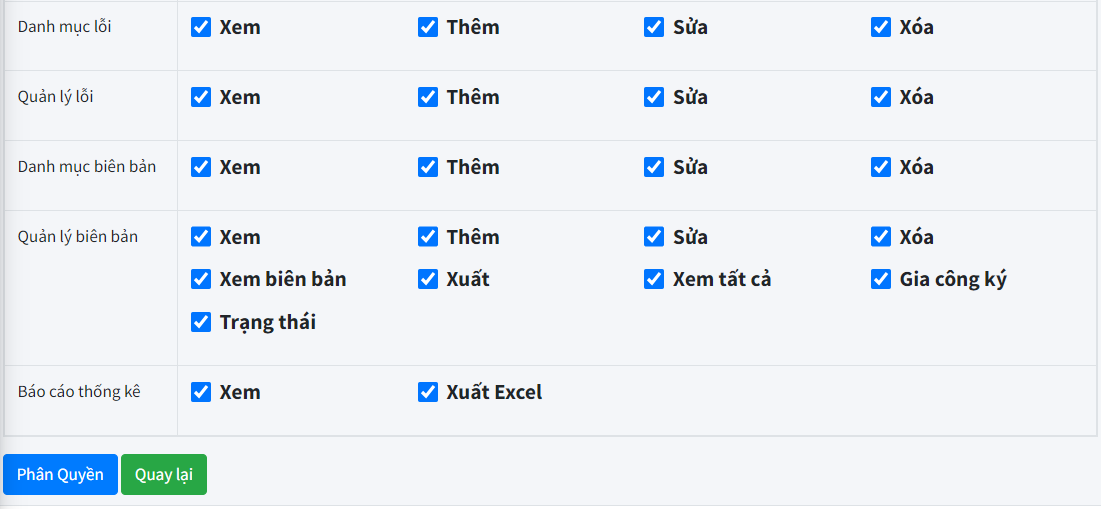 Danh mục lỗi Xem Thêm Sửa Xóa
Quản lý lỗi Xem Thêm Sửa Xóa
Danh mục biên bản Xem Thêm Sửa Xóa
Quản lý biên bản Xem Thêm Sửa Xóa
Xem biên bản Xuất Xem tất cả Gia công ký
Trạng thái
Báo cáo thống kê Xem Xuất Excel
Phân Quyền Quay lại